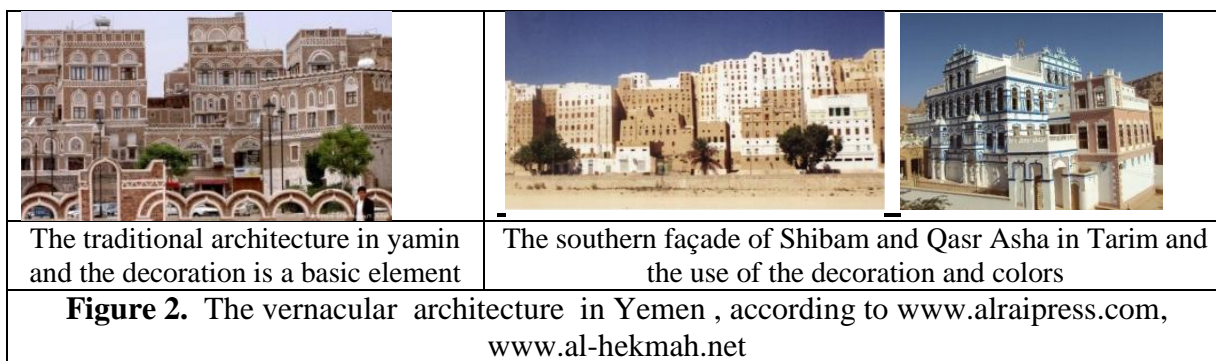 The traditional architecture in yamin
and the decoration is a basic element
The southern façade of Shibam and Qasr Asha in Tarim and
the use of the decoration and colors
Figure 2. The vernacular architecture in Yemen , according to www.alraipress.com,
www.al-hekmah.net